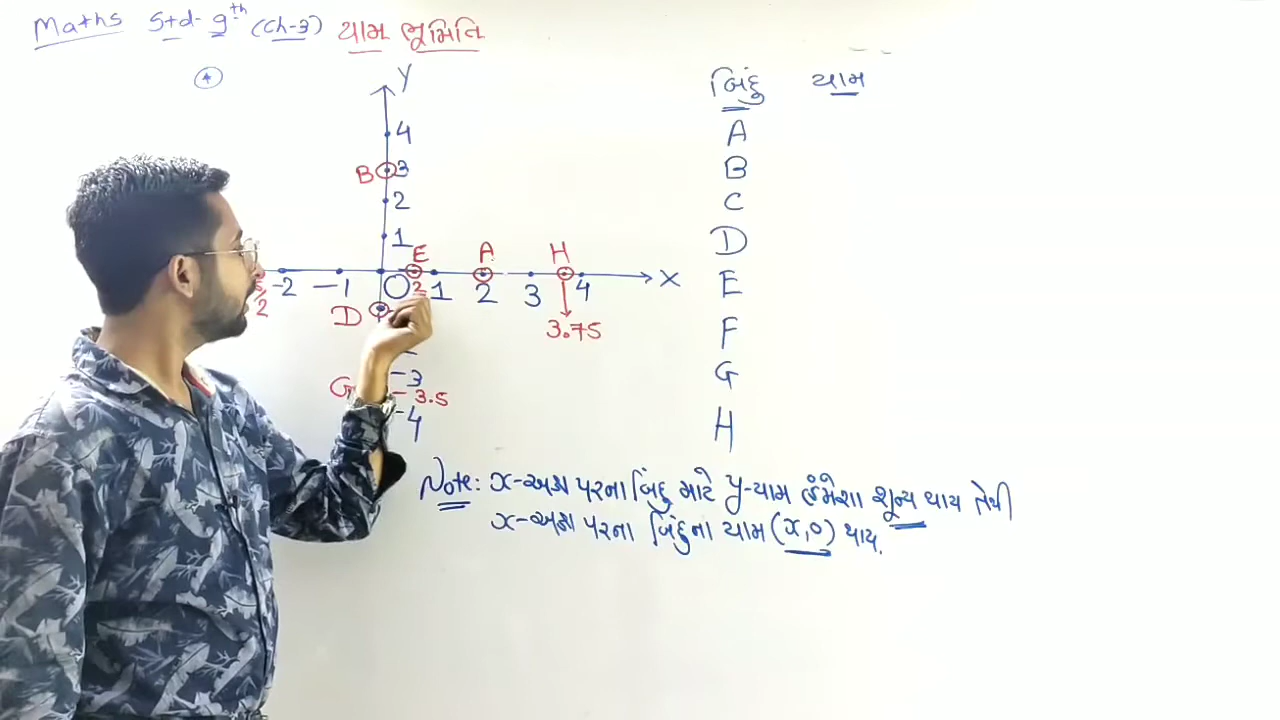 Maths Std- 9th (Ch-3) યામ ભૂમિતિ
Y
બિંદુ યામ
4
A
B 3
B
2
C
1
D
E A H
-2 -1 O 1 2 3 4 X
E
5/2
D
3.75
F
-3
G
G -3.5
-4
H
Note: x-અક્ષ પરના બિંદુ માટે y-યામ હંમેશા શૂન્ય થાય તેથી
x-અક્ષ પરના બિંદુના યામ (x,0) થાય.